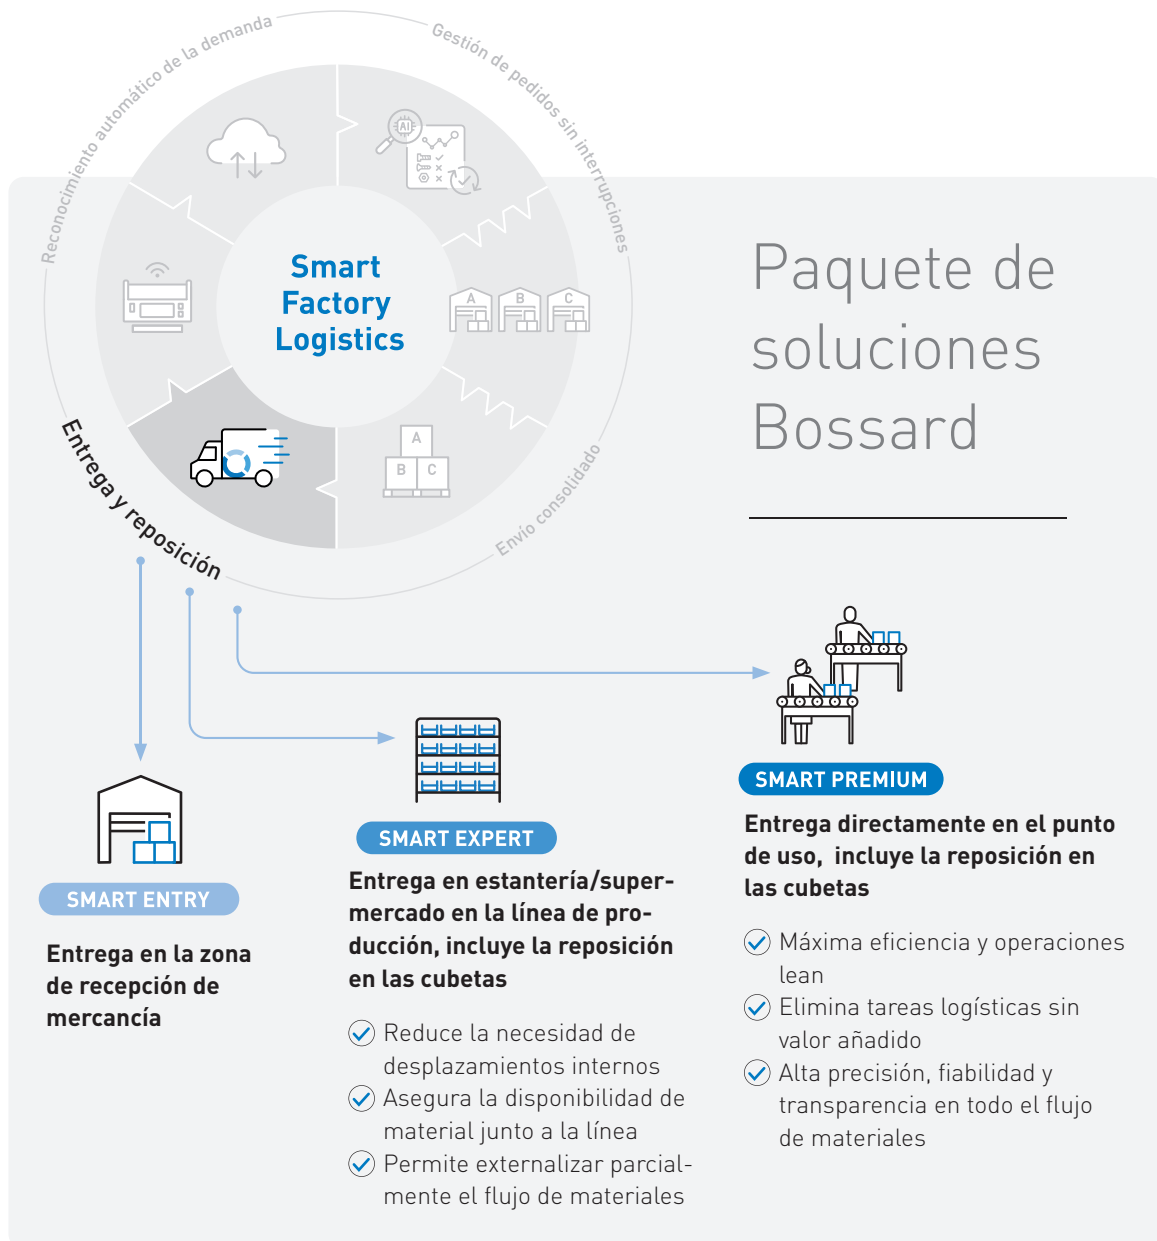 Reconocimiento automático de la demanda
Gestión de pedidos sin interrupciones
AI
Smart
Factory
Logistics
A
B
C
A
B
C
Entrega y reposición
Envío consolidado
Paquete de
soluciones
Bossard
SMART ENTRY
Entrega en la zona
de recepción de
mercancía
SMART EXPERT
Entrega en estantería/super-
mercado en la línea de pro-
ducción, incluye la reposición
en las cubetas
Reduce la necesidad de
desplazamientos internos
Asegura la disponibilidad de
material junto a la línea
Permite externalizar parcial-
mente el flujo de materiales
SMART PREMIUM
Entrega directamente en el punto
de uso, incluye la reposición en
las cubetas
Máxima eficiencia y operaciones
lean
Elimina tareas logísticas sin
valor añadido
Alta precisión, fiabilidad y
transparencia en todo el flujo
de materiales